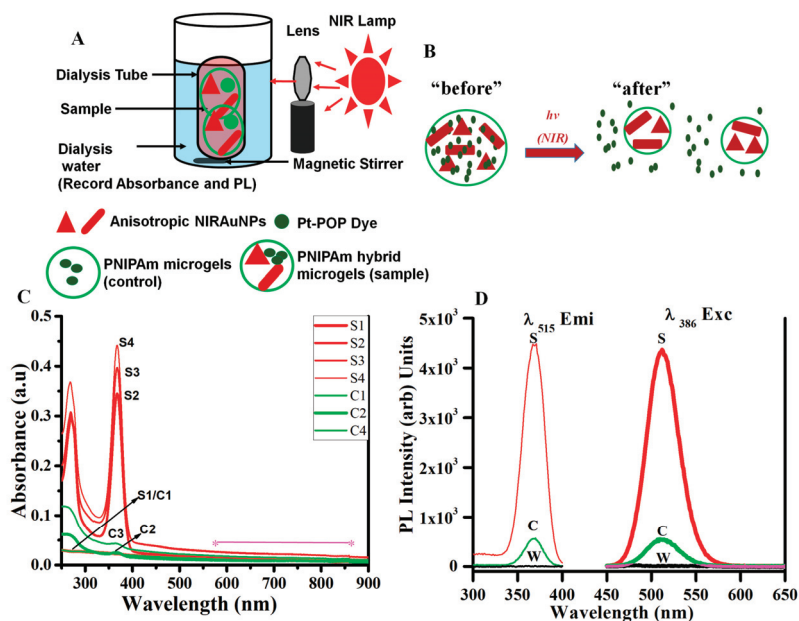 A
NIR Lamp
Lens
Dialysis Tube
Sample
Dialysis
water
(Record Absorbance and PL)
Magnetic Stirrer
B
“before”
“after”
hv
(NIR)
Anisotropic NIRAuNPs
Pt-POP Dye
PNIPAm microgels
(control)
PNIPAm hybrid
microgels (sample)
C
0.5
0.4
0.3
0.2
0.1
0.0
Absorbance (a.u)
S4
S3
S2
S1/C1
C3
C2
*
*
S1
S2
S3
S4
C1
C2
C4
300 400 500 600 700 800 900
Wavelength (nm)
D
λ 515 Emi
λ 386 Exc
5x10³
4x10³
3x10³
2x10³
1x10³
0
PL Intensity (arb) Units
S
C
W
S
C
W
300 350 400 450 500 550 600 650
Wavelength (nm)